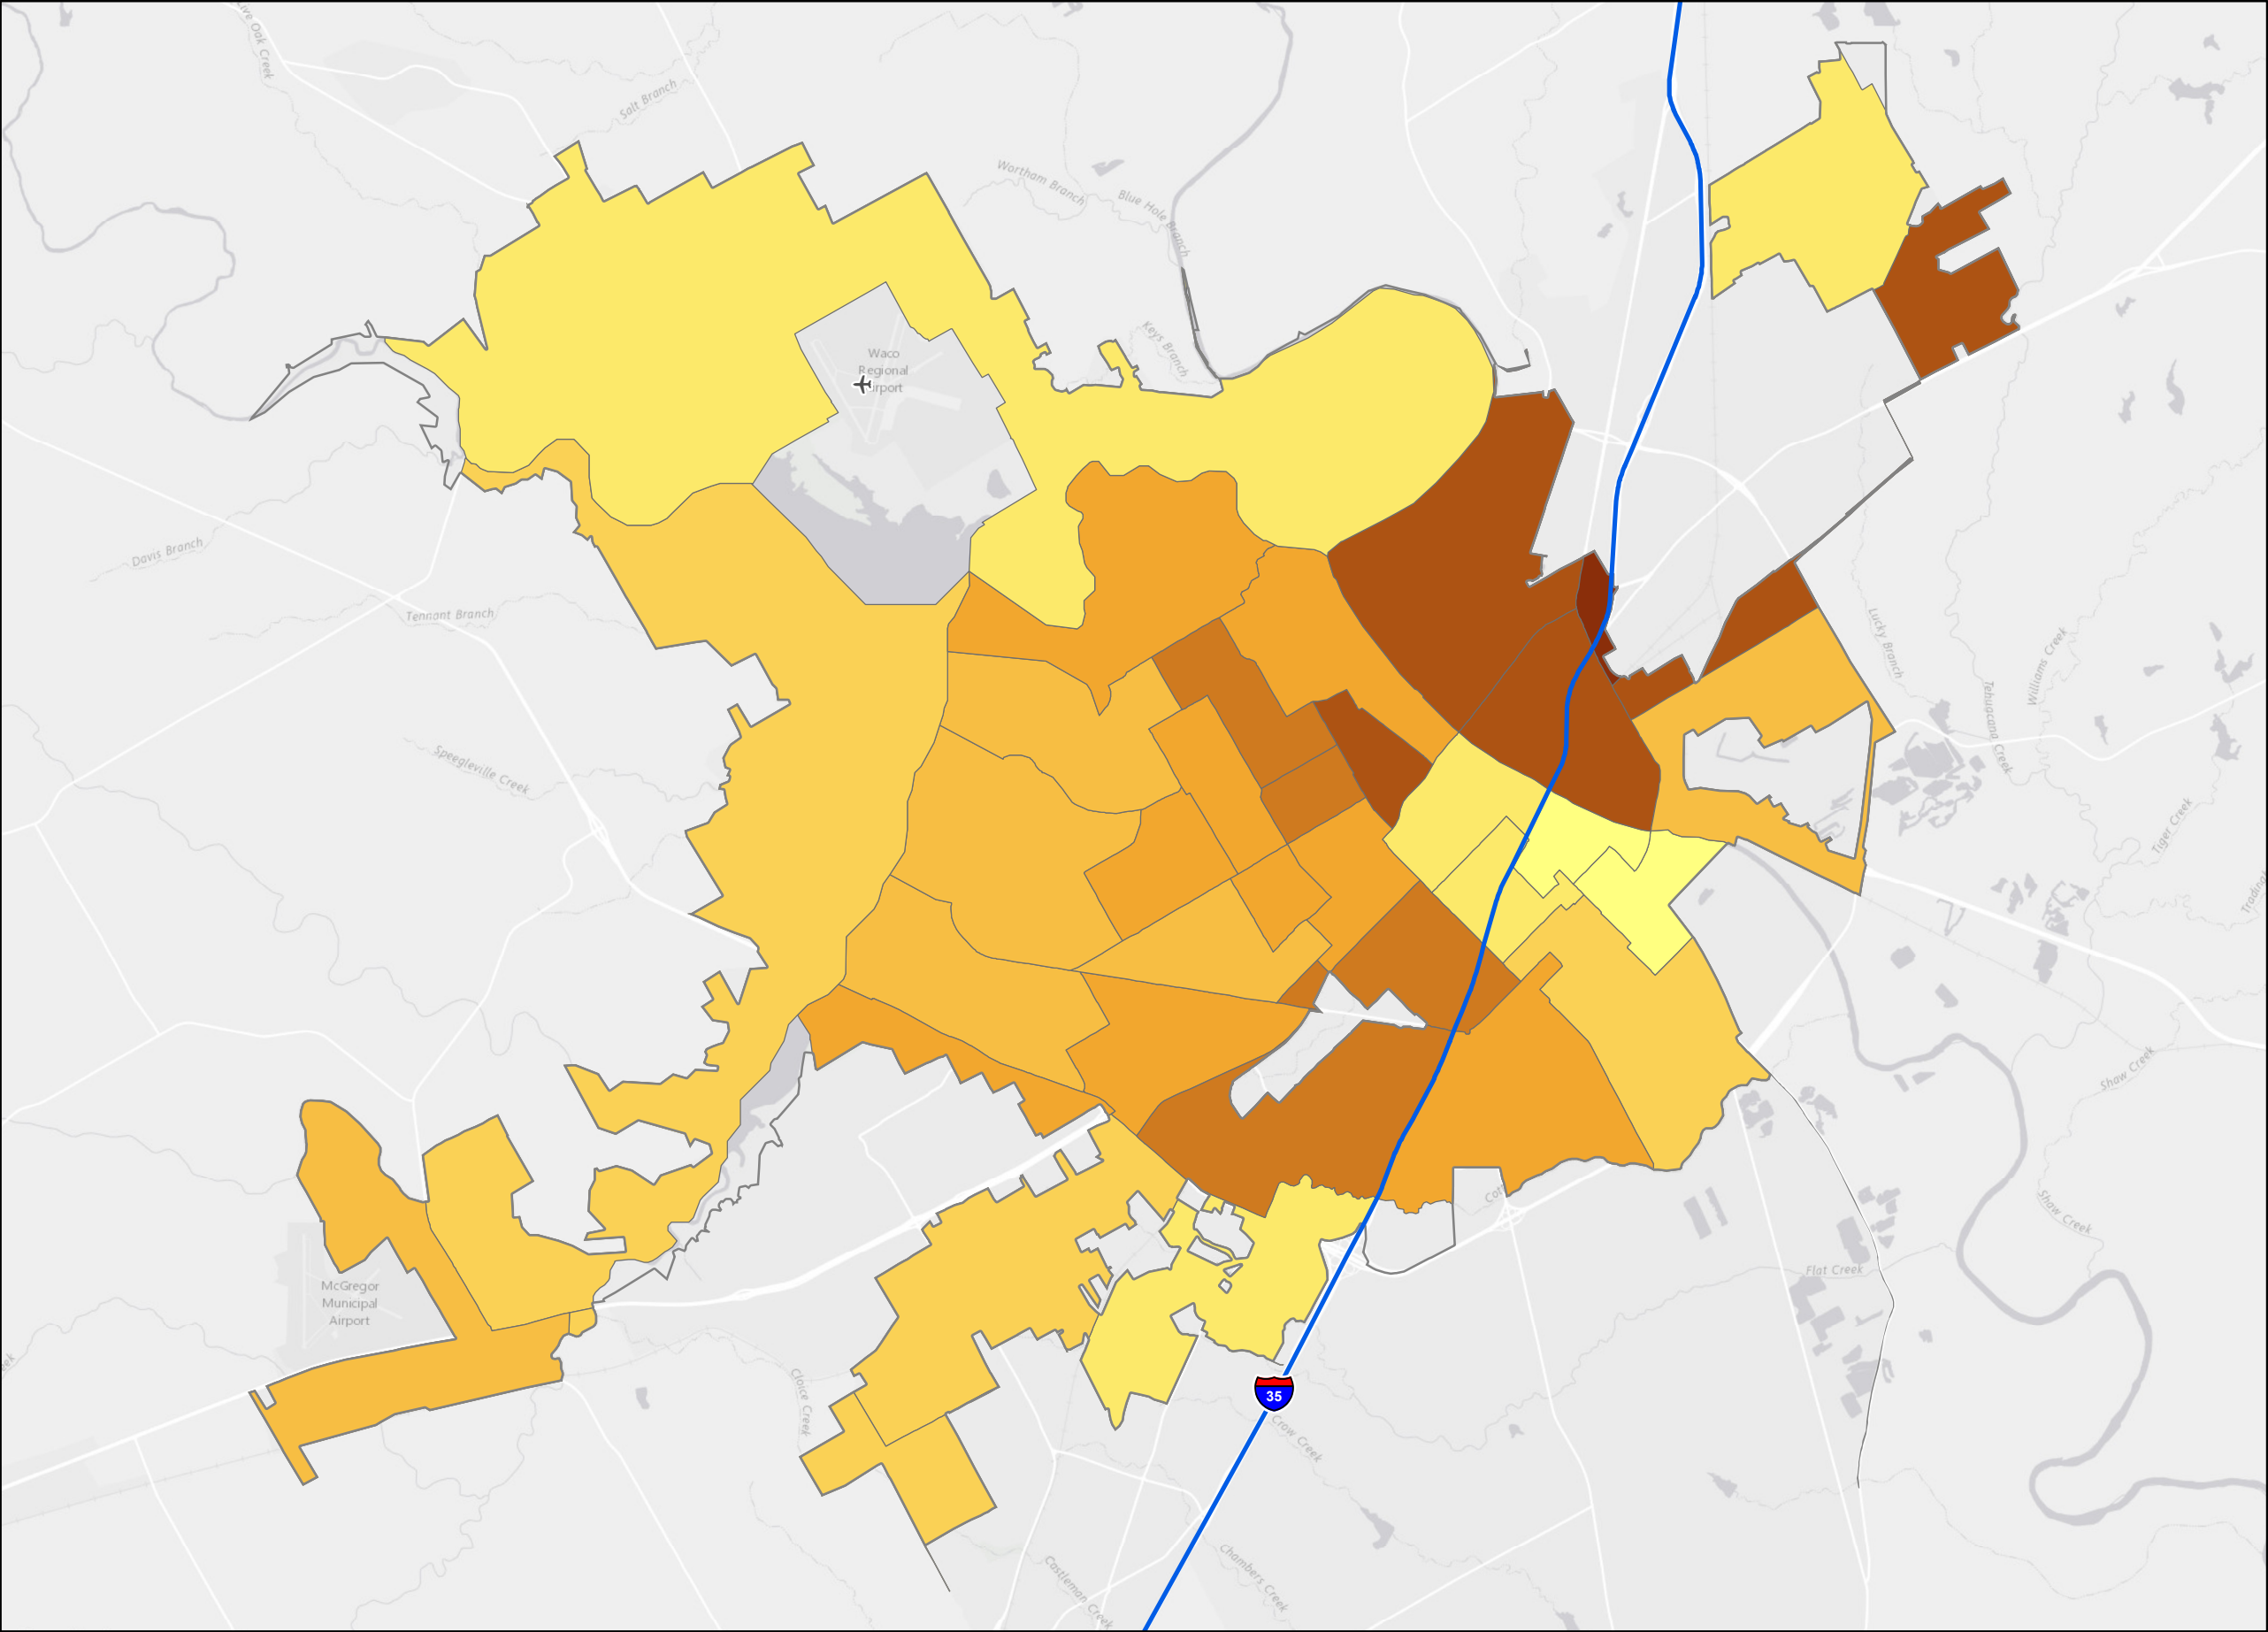 Live Oak Creek
Salt Branch
Wortham Branch
Blue Hole Branch
Keys Branch
Waco
Regional
Airport
Davis Branch
Tennant Branch
Speegleville Creek
Lucky Branch
Williams Creek
Tehuacana Creek
Tiger Creek
Shaw Creek
Shaw Creek
Flat Creek
McGregor
Municipal
Airport
Cloice Creek
35
Crow Creek
Castleman Creek
Chambers Creek